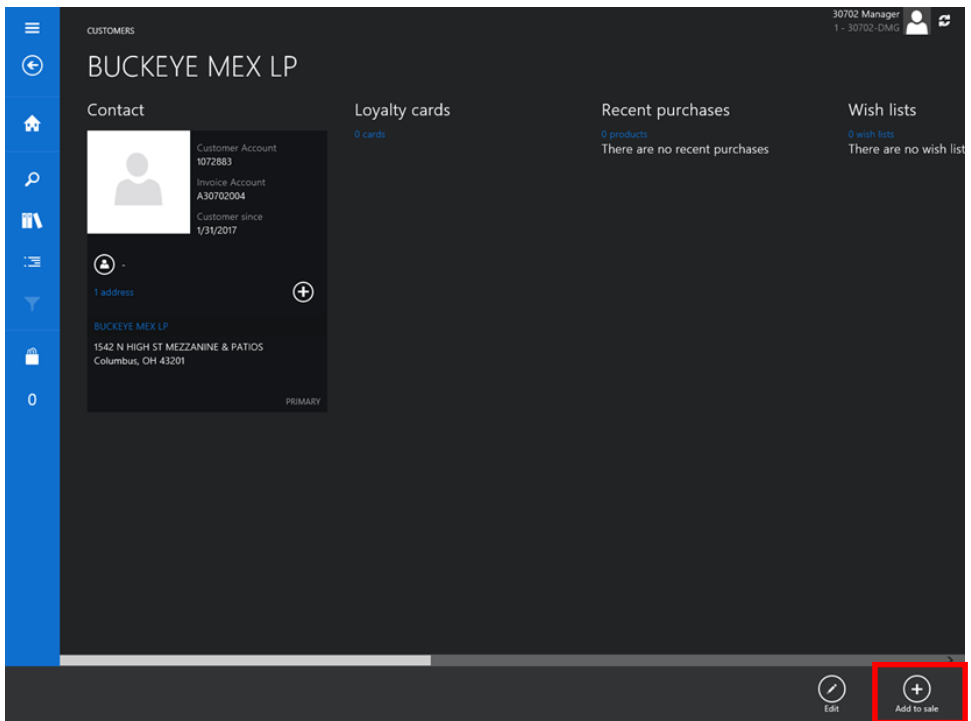 30702 Manager
1 - 30702-DMG
CUSTOMERS
BUCKEYE MEX LP
Contact
Customer Account
1072883
Invoice Account
A30702004
Customer since
1/31/2017
-
1 address
BUCKEYE MEX LP
1542 N HIGH ST MEZZANINE & PATIOS
Columbus, OH 43201
PRIMARY
Loyalty cards
0 cards
Recent purchases
0 products
There are no recent purchases
Wish lists
0 wish lists
There are no wish list
0
Edit
Add to sale